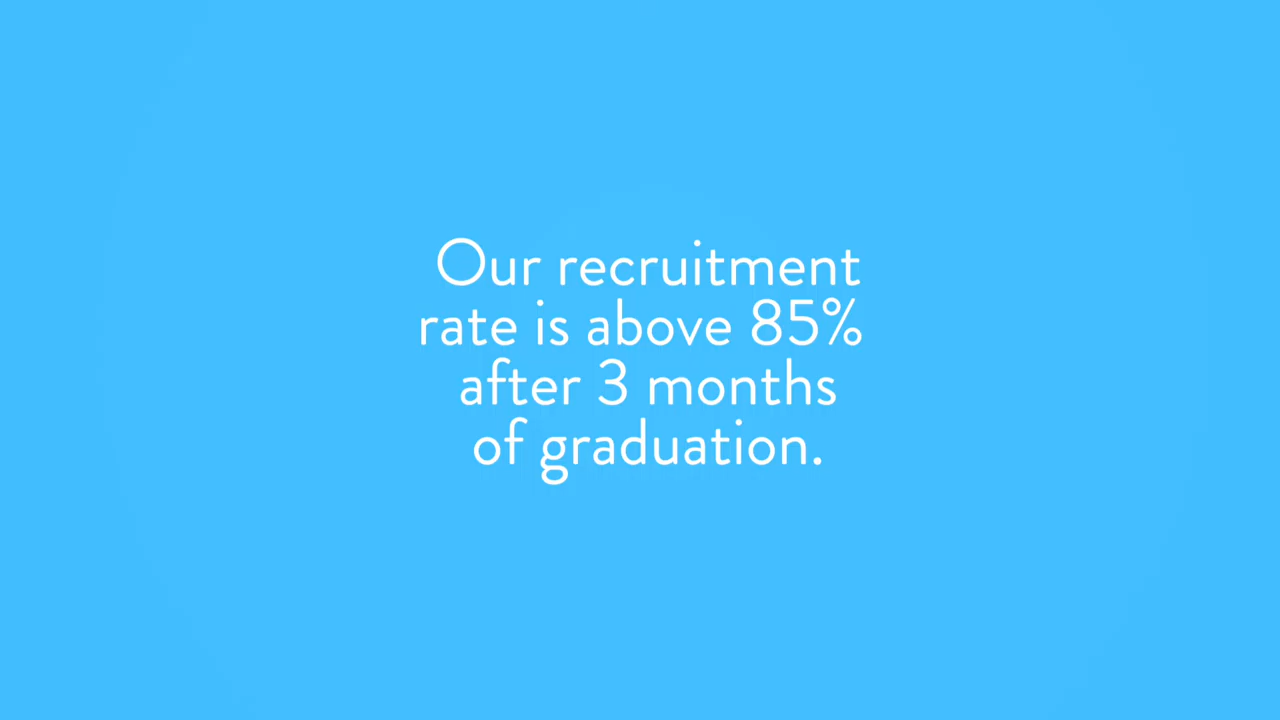 Our recruitment
rate is above 85%
after 3 months
of graduation.